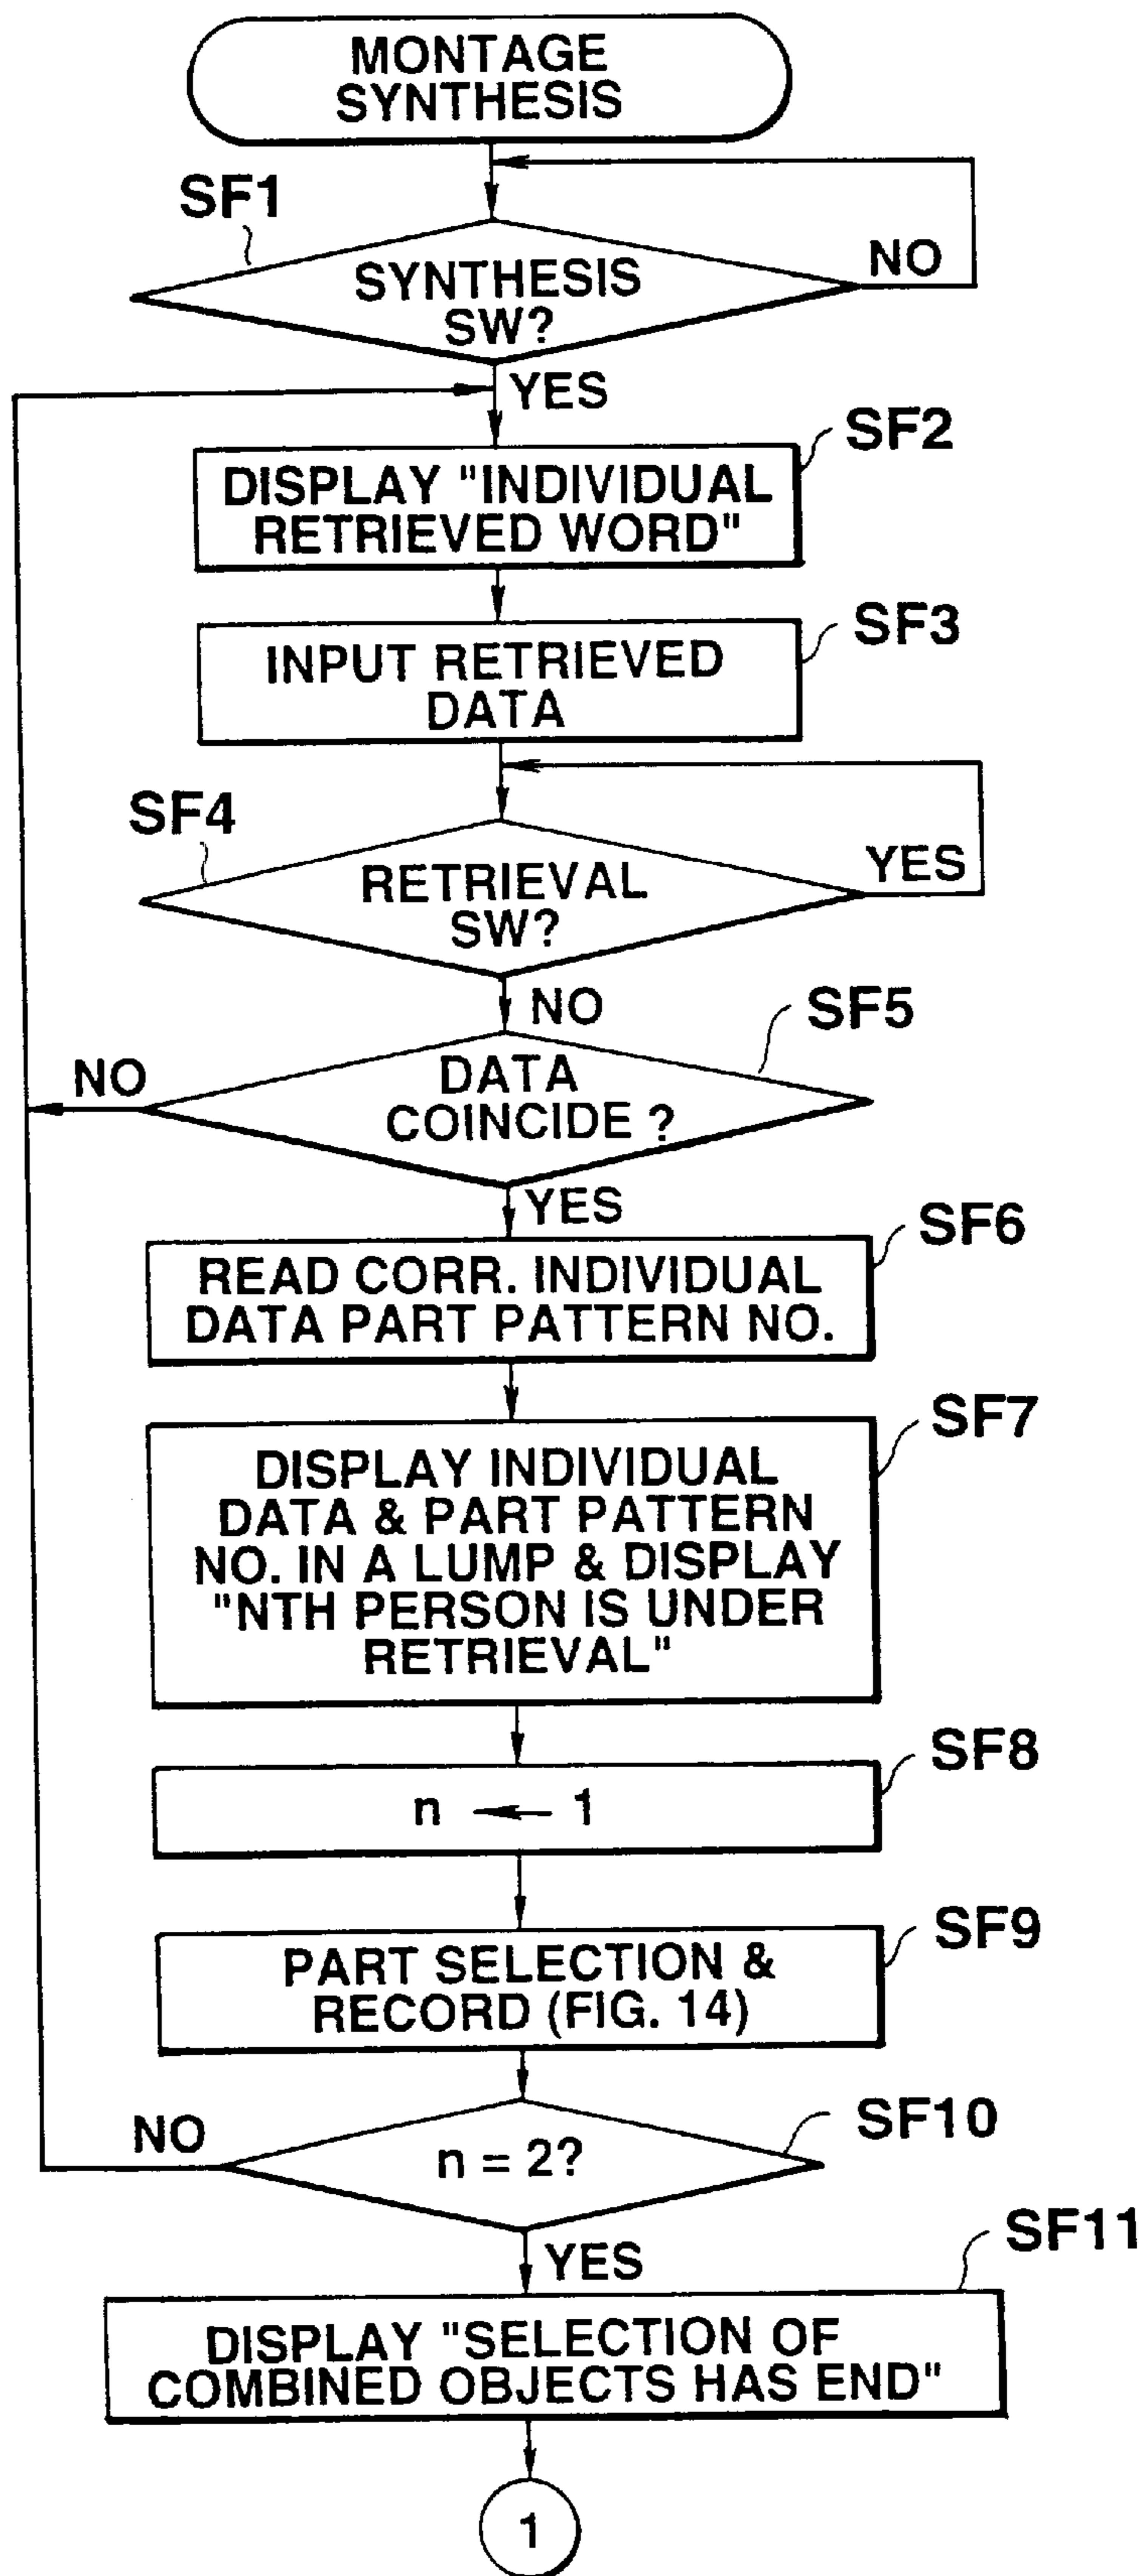 MONTAGE
SYNTHESIS
SF1
SYNTHESIS
SW?
NO
YES
SF2
DISPLAY "INDIVIDUAL
RETRIEVED WORD"
SF3
INPUT RETRIEVED
DATA
SF4
RETRIEVAL
SW?
YES
NO
SF5
DATA
COINCIDE ?
NO
YES
SF6
READ CORR. INDIVIDUAL
DATA PART PATTERN NO.
SF7
DISPLAY INDIVIDUAL
DATA & PART PATTERN
NO. IN A LUMP & DISPLAY
"NTH PERSON IS UNDER
RETRIEVAL"
SF8
n ← 1
SF9
PART SELECTION &
RECORD (FIG. 14)
SF10
n = 2?
NO
YES
SF11
DISPLAY "SELECTION OF
COMBINED OBJECTS HAS END"
1